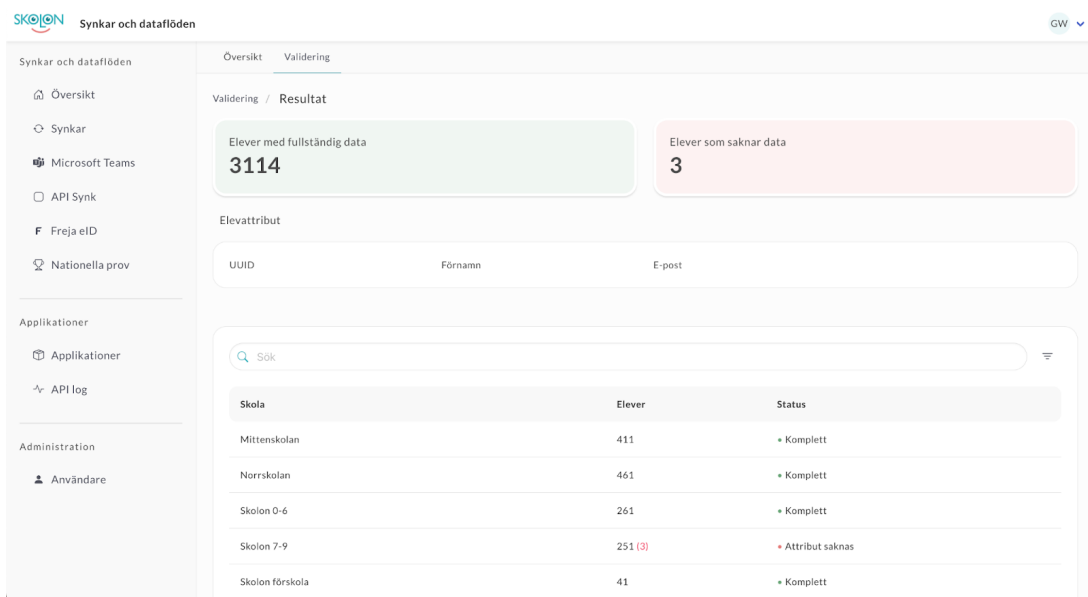 SKOLON Synkar och dataflöden GW
Synkar och dataflöden
Översikt
Synkar
Microsoft Teams
API Synk
F Freja eID
Nationella prov
Applikationer
Applikationer
API log
Administration
Användare
Översikt Validering
Validering / Resultat
Elever med fullständig data
3114
Elever som saknar data
3
Elevattribut
UUID Förnamn E-post
Sök
Skola Elever Status
Mittenskolan 411 Komplett
Norrskolan 461 Komplett
Skolon 0-6 261 Komplett
Skolon 7-9 251 (3) Attribut saknas
Skolon förskola 41 Komplett